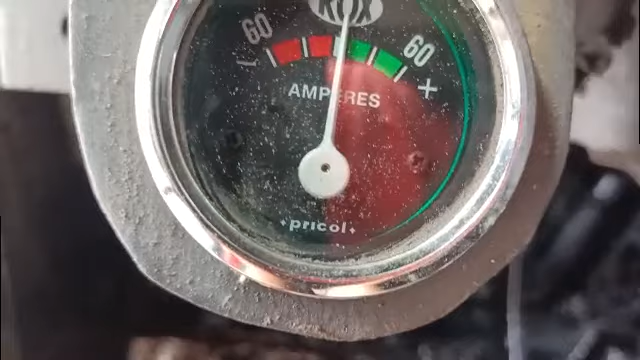 ROX
60 60
- +
AMPERES
pricol